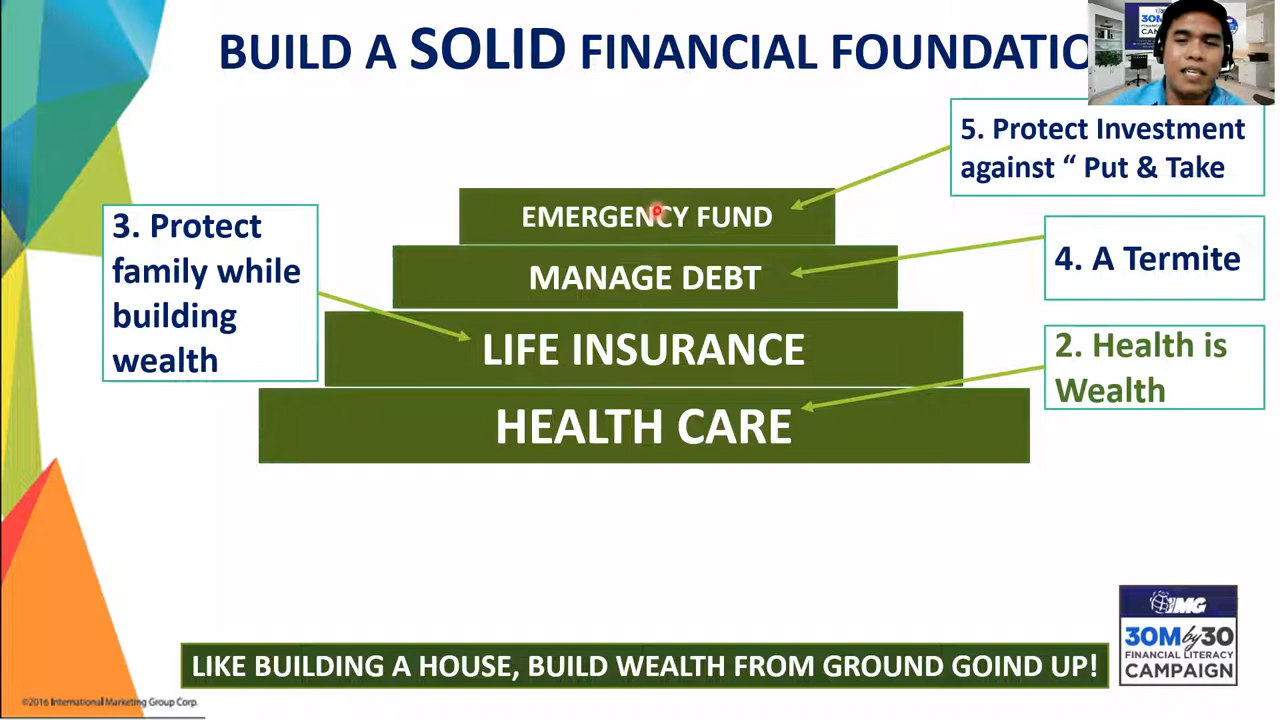 BUILD A SOLID FINANCIAL FOUNDATIO
30M
5. Protect Investment
against “ Put & Take
EMERGENCY FUND
3. Protect
family while
building
wealth
MANAGE DEBT
4. A Termite
LIFE INSURANCE
2. Health is
Wealth
HEALTH CARE
IMG
30M by 30
FINANCIAL LITERACY
CAMPAIGN
LIKE BUILDING A HOUSE, BUILD WEALTH FROM GROUND GOIND UP!
©2016 International Marketing Group Corp.